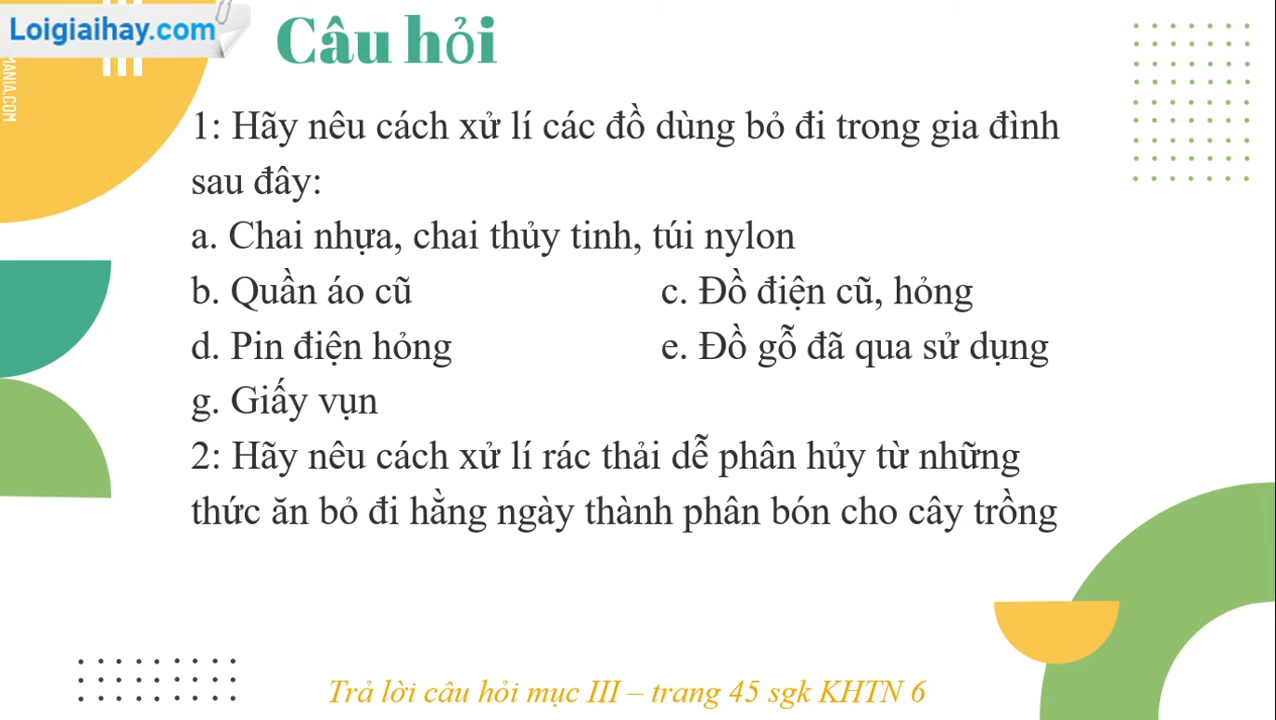 Loigiaihay.com
MANIA.COM
Câu hỏi
1: Hãy nêu cách xử lí các đồ dùng bỏ đi trong gia đình
sau đây:
a. Chai nhựa, chai thủy tinh, túi nylon
b. Quần áo cũ c. Đồ điện cũ, hỏng
d. Pin điện hỏng e. Đồ gỗ đã qua sử dụng
g. Giấy vụn
2: Hãy nêu cách xử lí rác thải dễ phân hủy từ những
thức ăn bỏ đi hằng ngày thành phân bón cho cây trồng
Trả lời câu hỏi mục III – trang 45 sgk KHTN 6